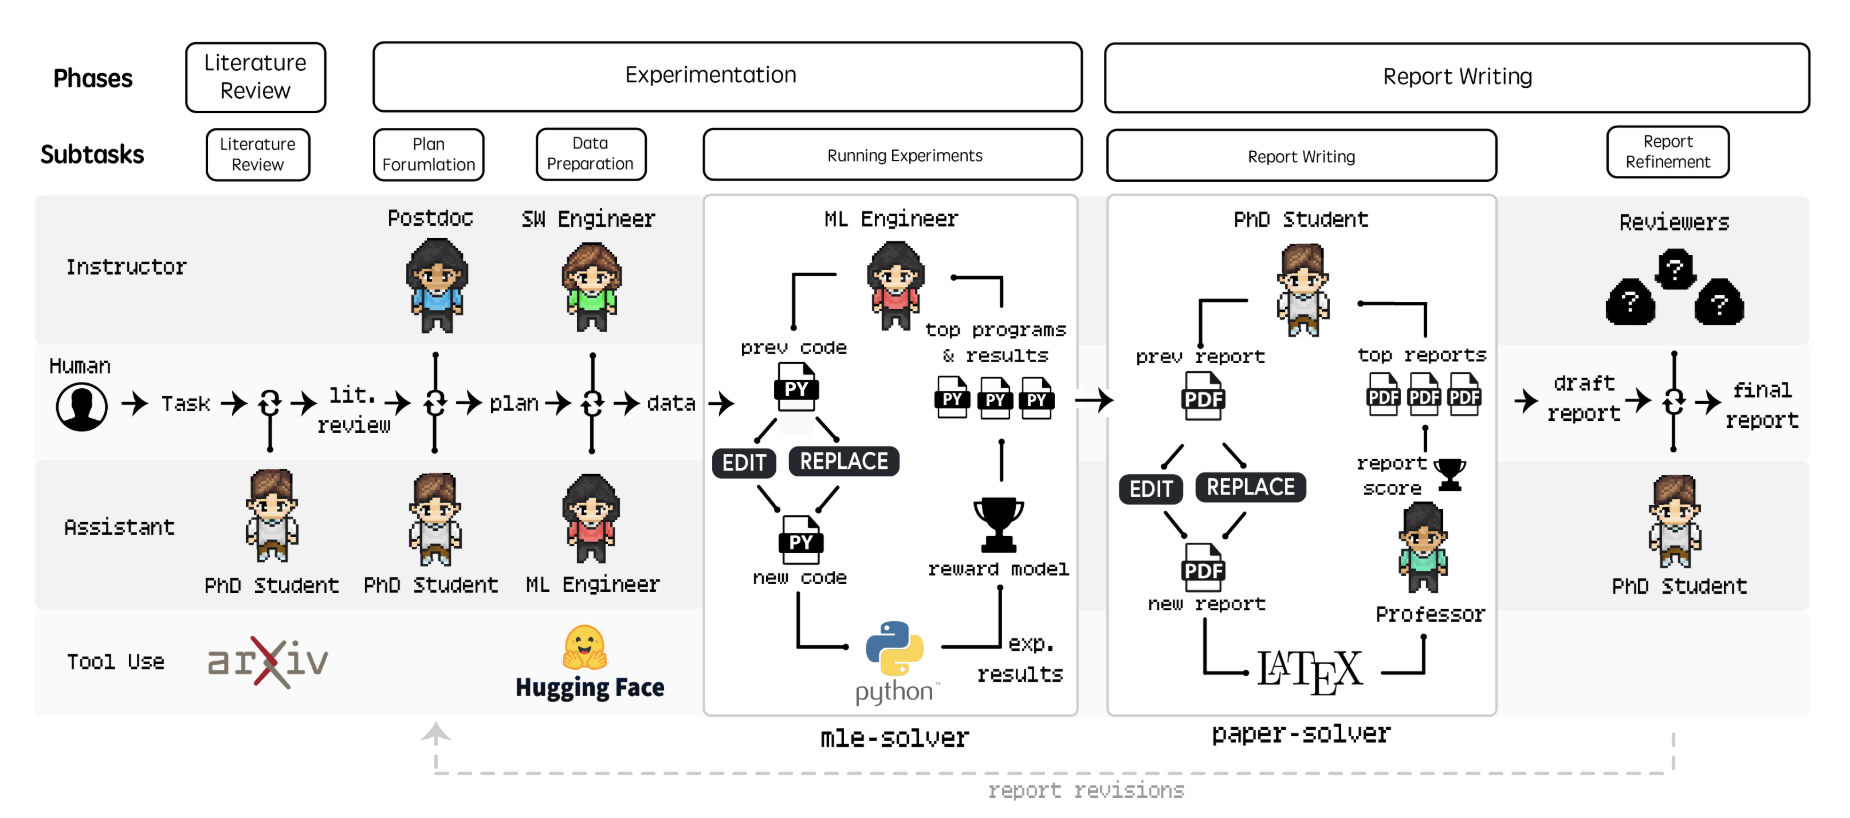 Phases
Literature
Review
Experimentation
Report Writing
Subtasks
Literature
Review
Plan
Forumlation
Data
Preparation
Running Experiments
Report Writing
Report
Refinement
Instructor
Postdoc
SW Engineer
ML Engineer
PhD Student
Reviewers
?
?
?
Human
Task
lit.
review
plan
data
prev code
PY
EDIT
REPLACE
PY
new code
python™
exp.
results
reward model
top programs
& results
PY
PY
PY
prev report
PDF
EDIT
REPLACE
PDF
new report
LATEX
Professor
report
score
top reports
PDF
PDF
PDF
draft
report
final
report
Assistant
PhD Student
PhD Student
ML Engineer
PhD Student
Tool Use
arXiv
Hugging Face
mle-solver
paper-solver
report revisions